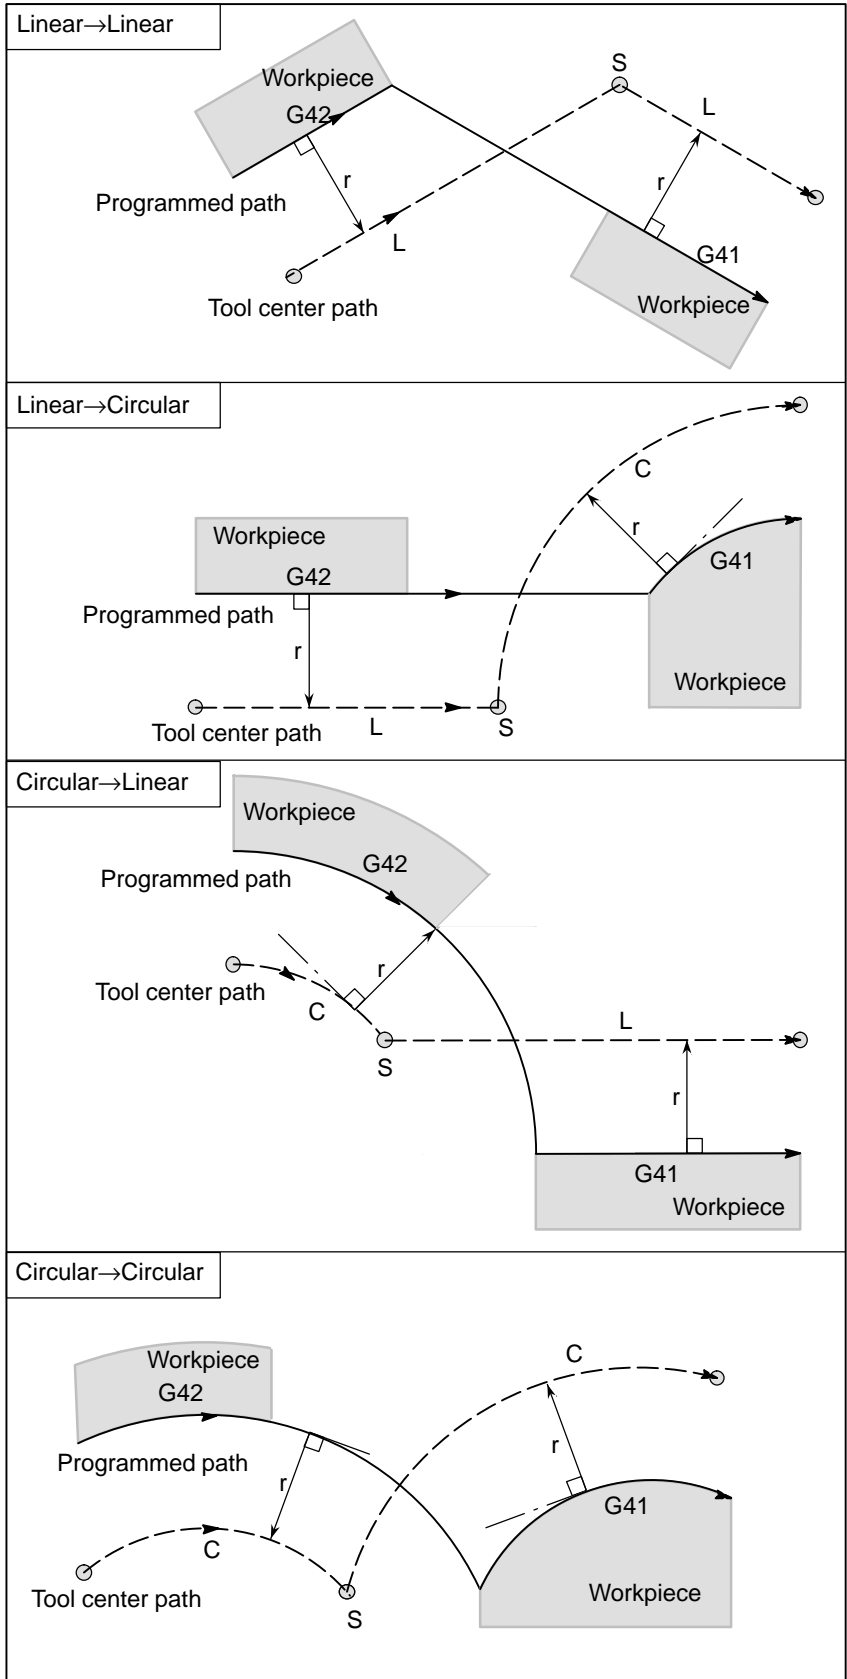 Linear→Linear
Workpiece
G42
S
L
r
r
Programmed path
L
G41
Tool center path
Workpiece
Linear→Circular
C
Workpiece
r
G41
G42
Programmed path
r
Workpiece
Tool center path
L
S
Circular→Linear
Workpiece
G42
Programmed path
r
Tool center path
C
L
S
r
G41
Workpiece
Circular→Circular
C
Workpiece
G42
r
Programmed path
r
G41
C
Workpiece
Tool center path
S